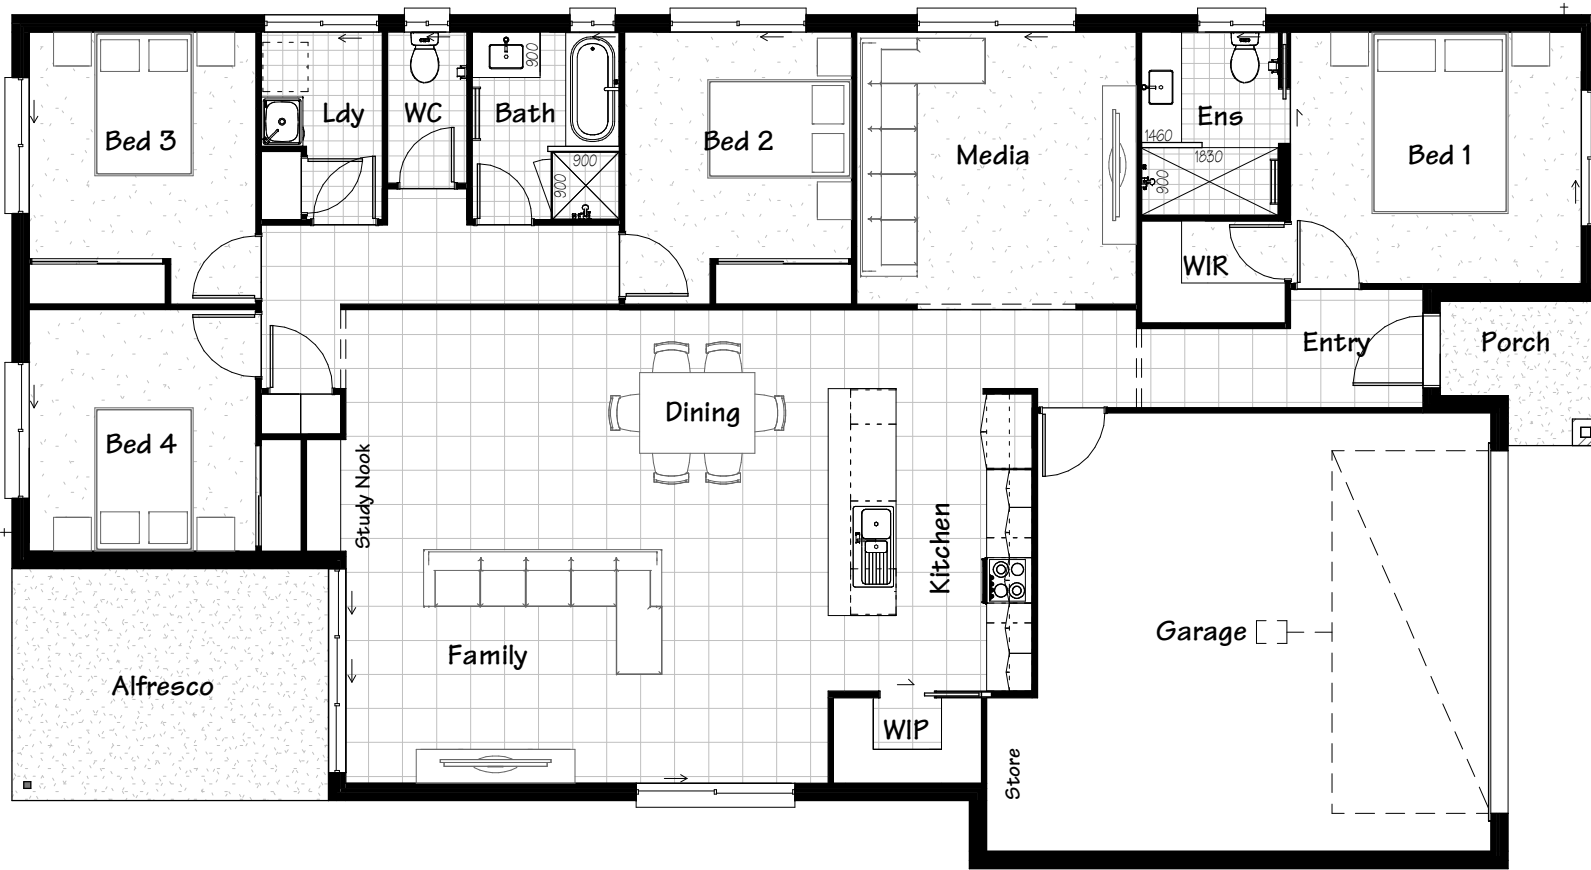 Bed 3
Ldy
WC
900
Bath
900
900
Bed 2
Media
Ens
1460
1830
900
Bed 1
WIR
Entry
Porch
Dining
Bed 4
Study Nook
Kitchen
Family
Garage
Alfresco
WIP
Store